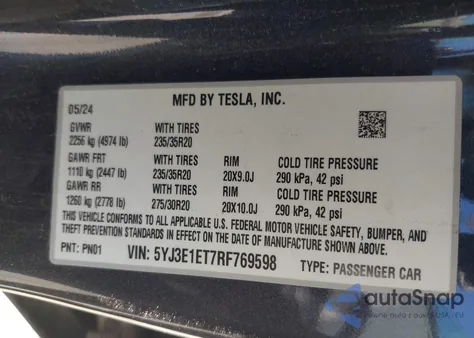 MFD BY TESLA, INC.
05/24
GVWR WITH TIRES
2256 kg (4974 lb) 235/35R20
GAWR FRT WITH TIRES RIM COLD TIRE PRESSURE
1110 kg (2447 lb) 235/35R20 20X9.0J 290 kPa, 42 psi
GAWR RR WITH TIRES RIM COLD TIRE PRESSURE
1260 kg (2778 lb) 275/30R20 20X10.0J 290 kPa, 42 psi
THIS VEHICLE CONFORMS TO ALL APPLICABLE U.S. FEDERAL MOTOR VEHICLE SAFETY, BUMPER, AND
THEFT PREVENTION STANDARDS IN EFFECT ON THE DATE OF MANUFACTURE SHOWN ABOVE.
PNT: PN01 VIN: 5YJ3E1ET7RF769598 TYPE: PASSENGER CAR
autoSnap